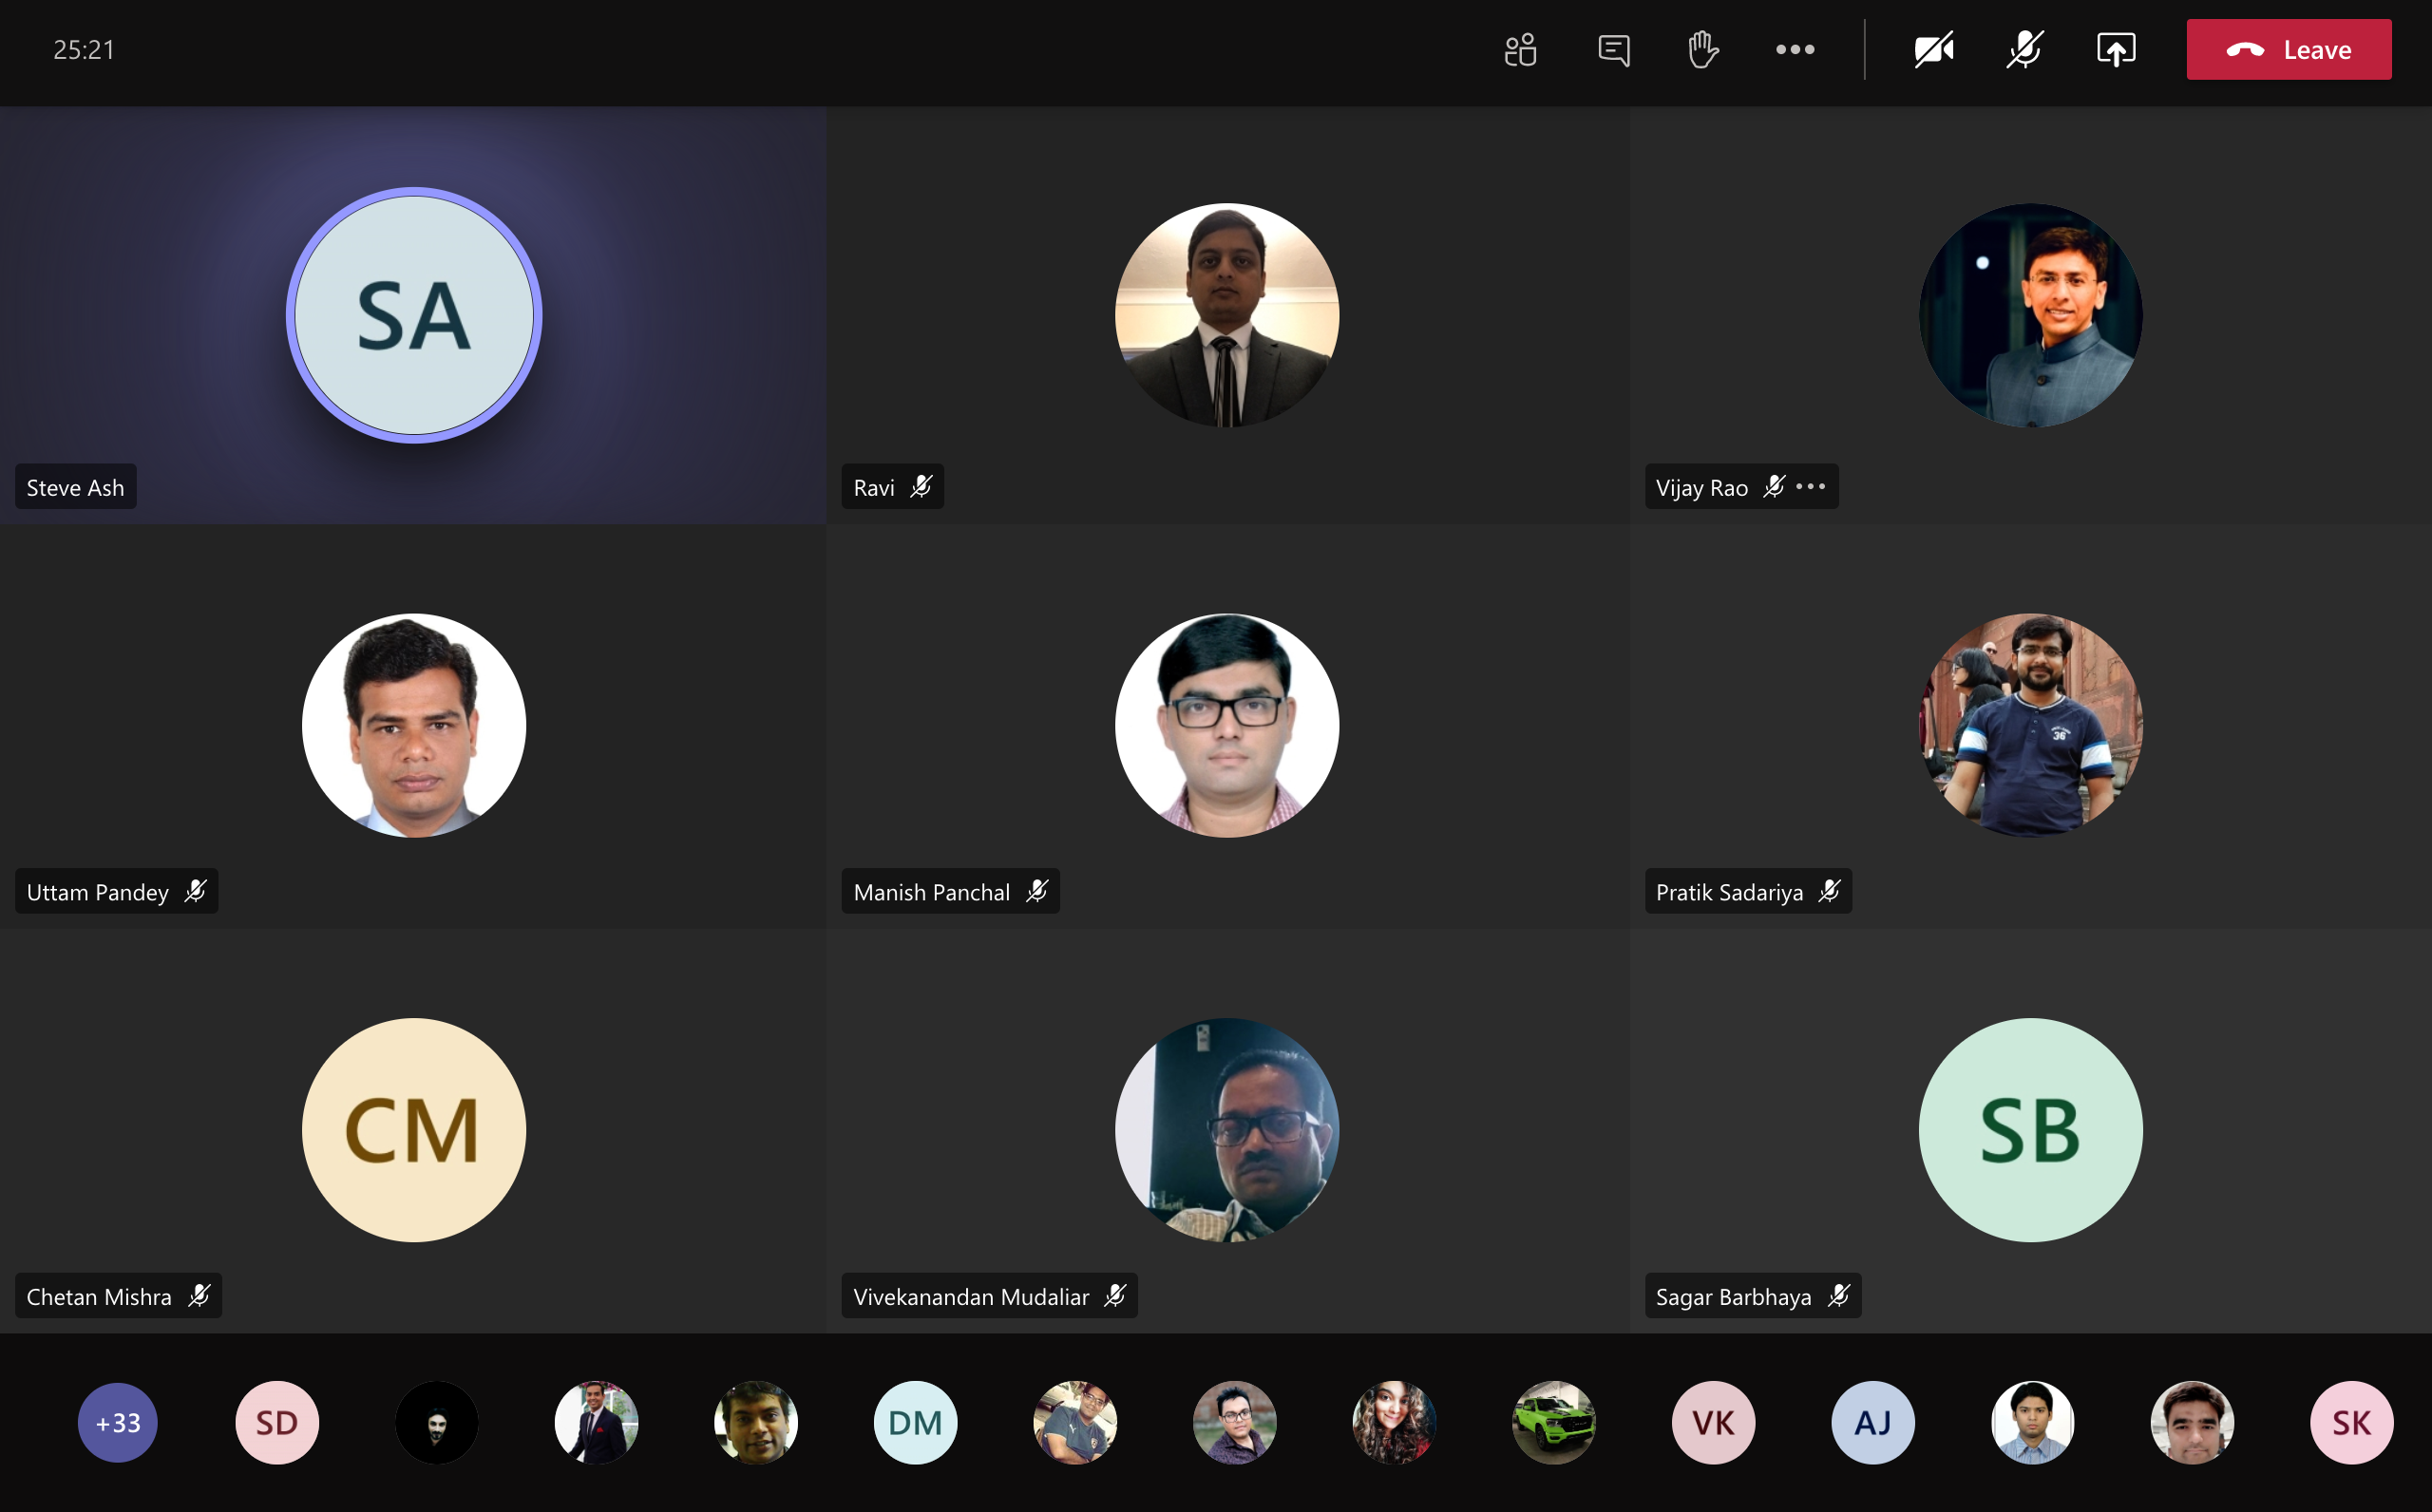 25:21
Leave
SA
Steve Ash
Ravi
Vijay Rao
36
Uttam Pandey
Manish Panchal
Pratik Sadariya
CM
SB
Chetan Mishra
Vivekanandan Mudaliar
Sagar Barbhaya
+33
SD
DM
VK
AJ
SK